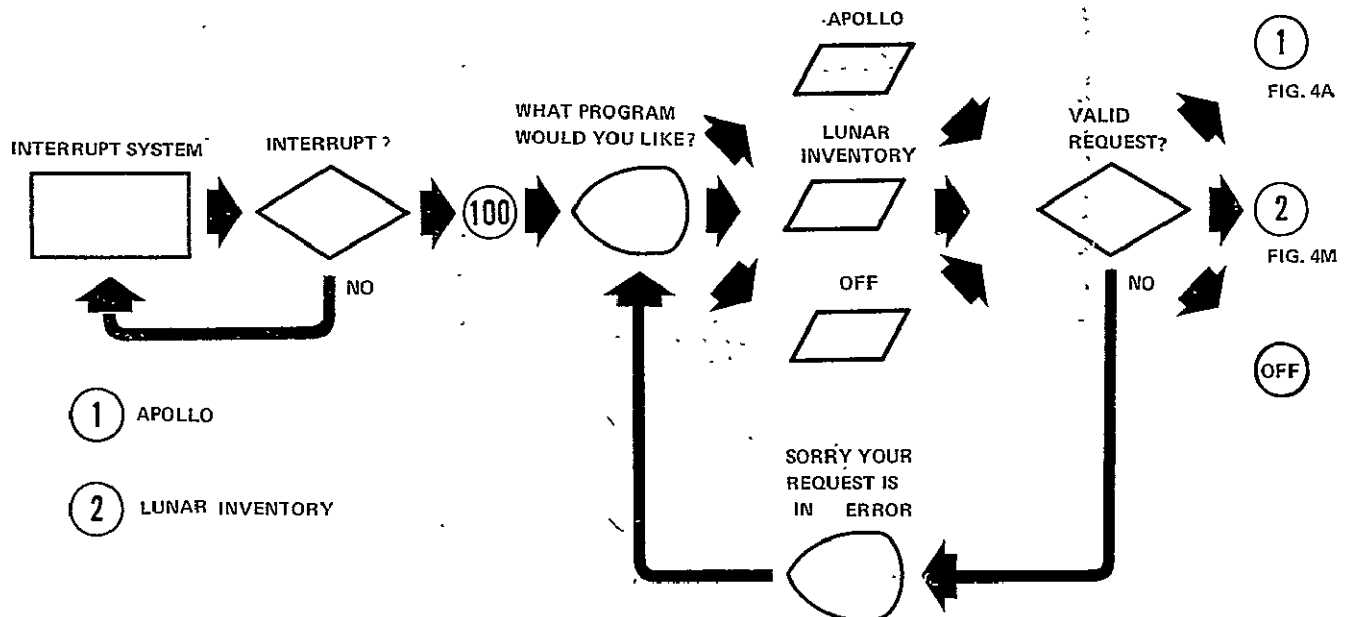 INTERRUPT SYSTEM
INTERRUPT ?
NO
100
WHAT PROGRAM
WOULD YOU LIKE?
APOLLO
LUNAR
INVENTORY
OFF
VALID
REQUEST?
NO
1
FIG. 4A
2
FIG. 4M
OFF
SORRY YOUR
REQUEST IS
IN ERROR
1 APOLLO
2 LUNAR INVENTORY